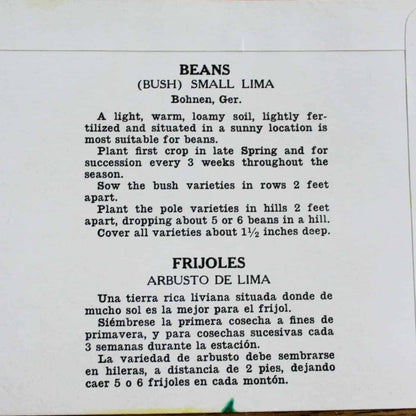 BEANS
(BUSH) SMALL LIMA
Bohnen, Ger.
A light, warm, loamy soil, lightly fer-
tilized and situated in a sunny location is
most suitable for beans.
Plant first crop in late Spring and for
succession every 3 weeks throughout the
season.
Sow the bush varieties in rows 2 feet
apart.
Plant the pole varieties in hills 2 feet
apart, dropping about 5 or 6 beans in a hill.
Cover all varieties about 1½ inches deep.
FRIJOLES
ARBUSTO DE LIMA
Una tierra rica liviana situada donde de
mucho sol es la mejor para el frijol.
Siémbrese la primera cosecha a fines de
primavera, y para cosechas sucesivas cada
3 semanas durante la estación.
La variedad de arbusto debe sembrarse
en hileras, a distancia de 2 pies, dejando
caer 5 o 6 frijoles en cada montón.